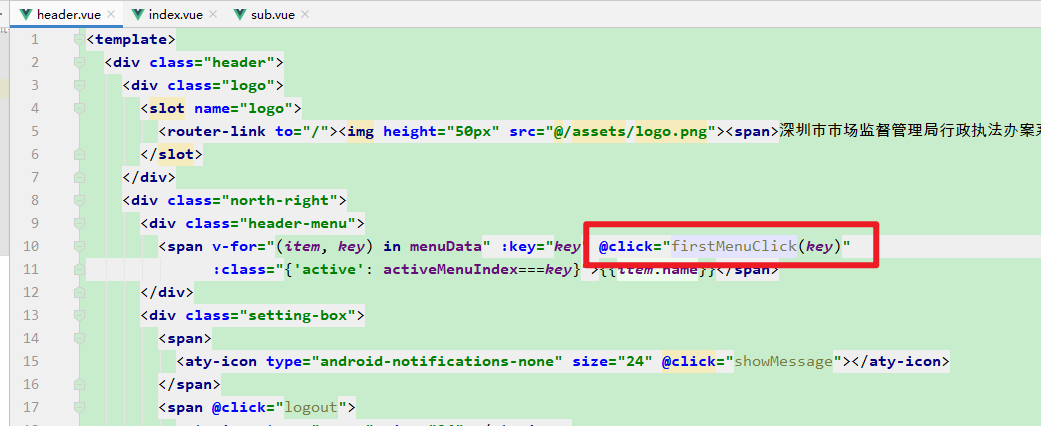 header.vue index.vue sub.vue
1 <template>
2 <div class="header">
3 <div class="logo">
4 <slot name="logo">
5 <router-link to="/"><img height="50px" src="@/assets/logo.png"><span>深圳市市场监督管理局行政执法办案系
6 </slot>
7 </div>
8 <div class="north-right">
9 <div class="header-menu">
10 <span v-for="(item, key) in menuData" :key="key" @click="firstMenuClick(key)"
11 :class="{'active': activeMenuIndex===key}">{{item.name}}</span>
12 </div>
13 <div class="setting-box">
14 <span>
15 <aty-icon type="android-notifications-none" size="24" @click="showMessage"></aty-icon>
16 </span>
17 <span @click="logout">